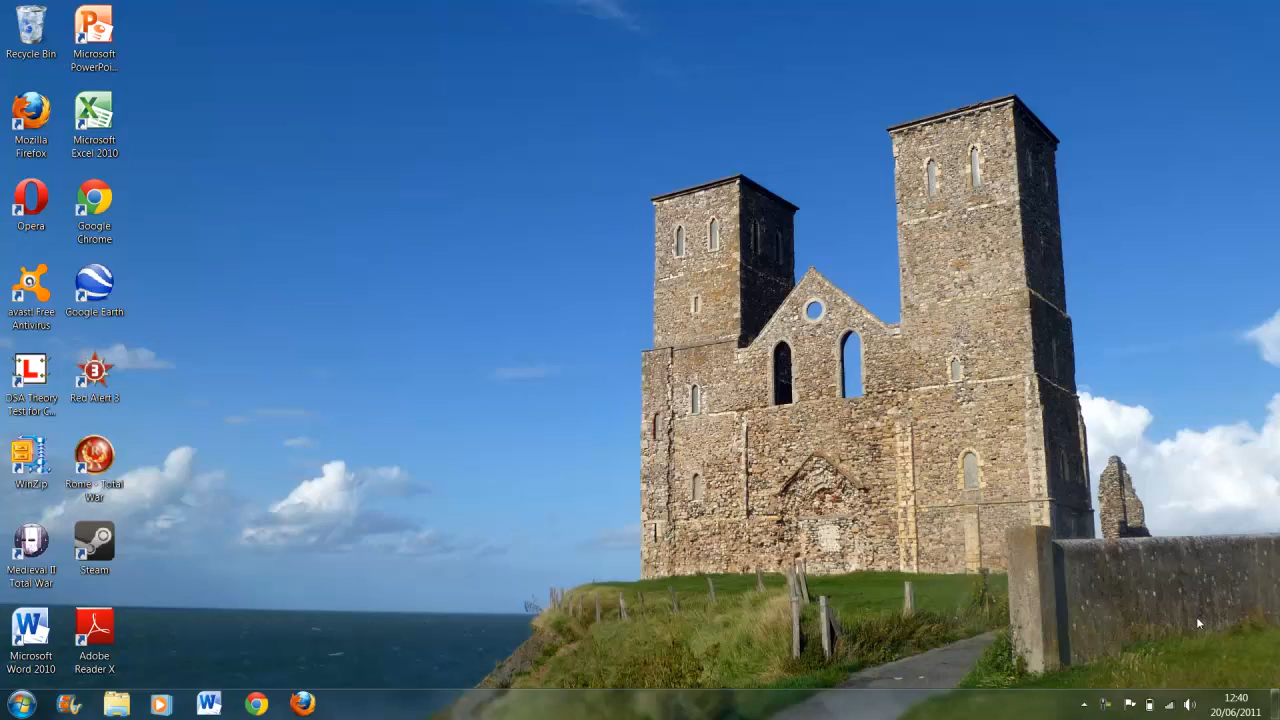 Recycle Bin
Microsoft
PowerPoi...
Mozilla
Firefox
Microsoft
Excel 2010
Opera
Google
Chrome
avast! Free
Antivirus
Google Earth
DSA Theory
Test for C...
Red Alert 3
WinZip
Rome - Total
War
Medieval II
Total War
Steam
Microsoft
Word 2010
Adobe
Reader X
12:40
20/06/2011